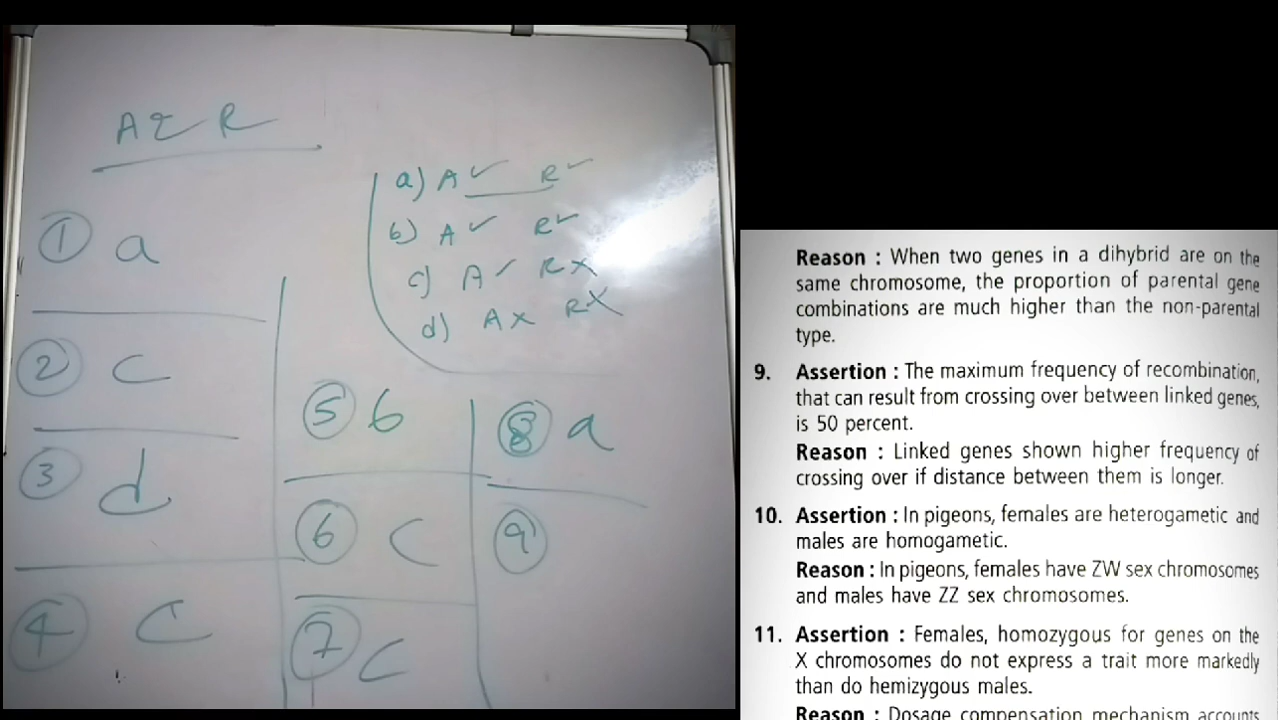 A & R
a) A ✓ R ✓
b) A ✓ R ✓
c) A ✓ R X
d) A X R X
① a
② c
③ d
④ c
⑤ b
⑥ c
⑦ c
⑧ a
⑨
Reason : When two genes in a dihybrid are on the
same chromosome, the proportion of parental gene
combinations are much higher than the non-parental
type.
9. Assertion : The maximum frequency of recombination,
that can result from crossing over between linked genes,
is 50 percent.
Reason : Linked genes shown higher frequency of
crossing over if distance between them is longer.
10. Assertion : In pigeons, females are heterogametic and
males are homogametic.
Reason : In pigeons, females have ZW sex chromosomes
and males have ZZ sex chromosomes.
11. Assertion : Females, homozygous for genes on the
X chromosomes do not express a trait more markedly
than do hemizygous males.
Reason : Dosage compensation mechanism accounts